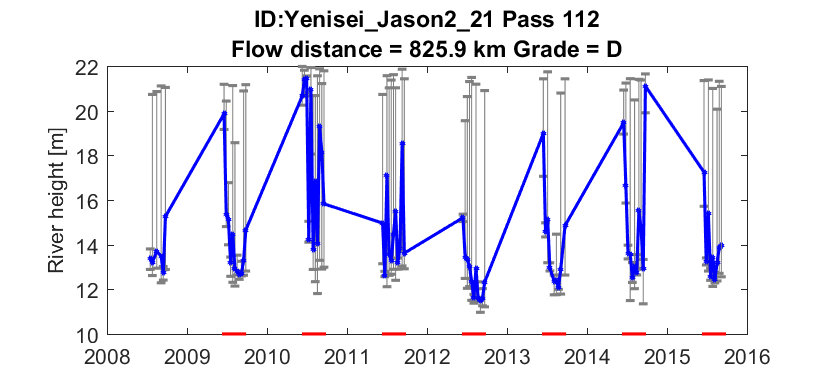 ID:Yenisei_Jason2_21 Pass 112
Flow distance = 825.9 km Grade = D
River height [m]
22
20
18
16
14
12
10
2008 2009 2010 2011 2012 2013 2014 2015 2016